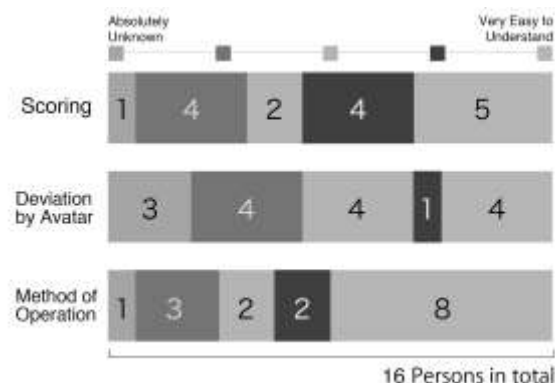 Absolutely
Unknown
Very Easy to
Understand
Scoring
1 4 2 4 5
Deviation
by Avatar
3 4 4 1 4
Method of
Operation
1 3 2 2 8
16 Persons in total